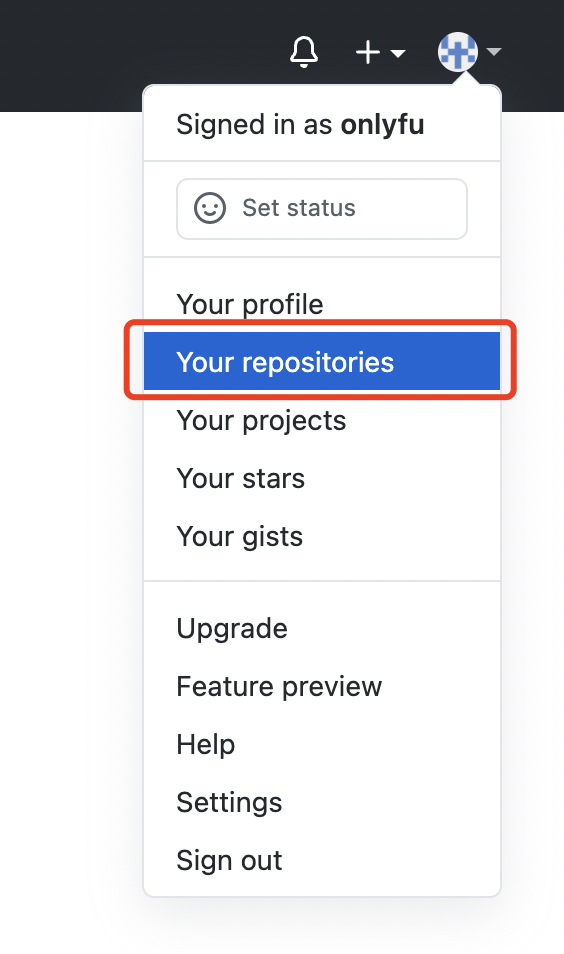 Signed in as onlyfu
Set status
Your profile
Your repositories
Your projects
Your stars
Your gists
Upgrade
Feature preview
Help
Settings
Sign out